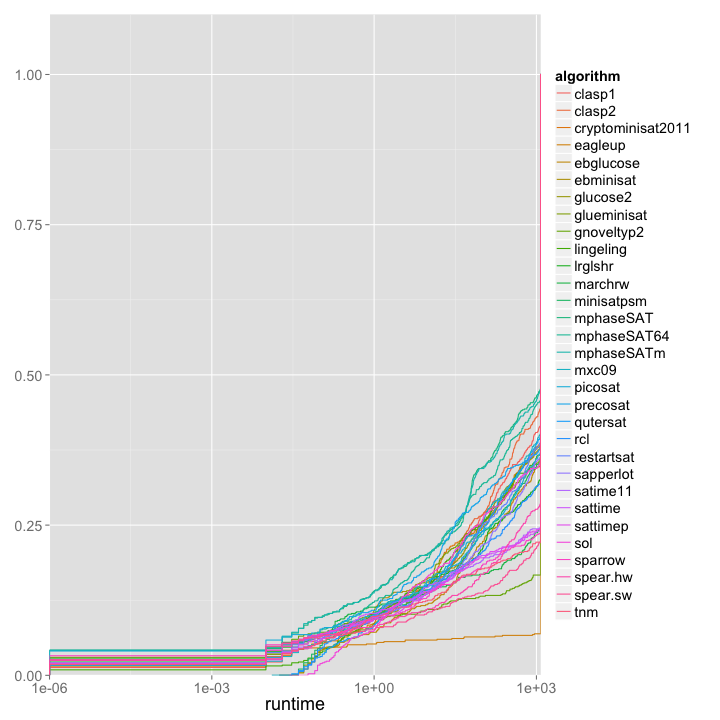 1.00
0.75
0.50
0.25
0.00
1e-06 1e-03 1e+00 1e+03
runtime
algorithm
clasp1
clasp2
cryptominisat2011
eagleup
ebglucose
ebminisat
glucose2
glueminisat
gnoveltyp2
lingeling
lrglshr
marchrw
minisatpsm
mphaseSAT
mphaseSAT64
mphaseSATm
mxc09
picosat
precosat
qutersat
rcl
restartsat
sapperlot
satime11
sattime
sattimep
sol
sparrow
spear.hw
spear.sw
tnm